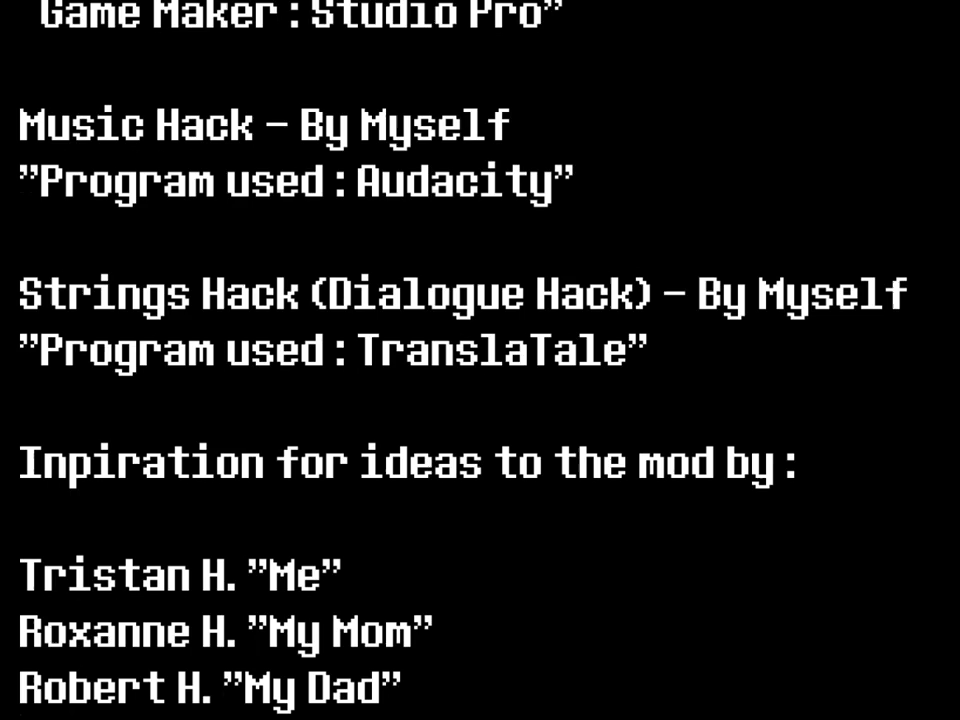 Game Maker : Studio Pro”
Music Hack - By Myself
”Program used : Audacity”
Strings Hack (Dialogue Hack) - By Myself
”Program used : TranslaTale”
Inpiration for ideas to the mod by :
Tristan H. ”Me”
Roxanne H. ”My Mom”
Robert H. ”My Dad”